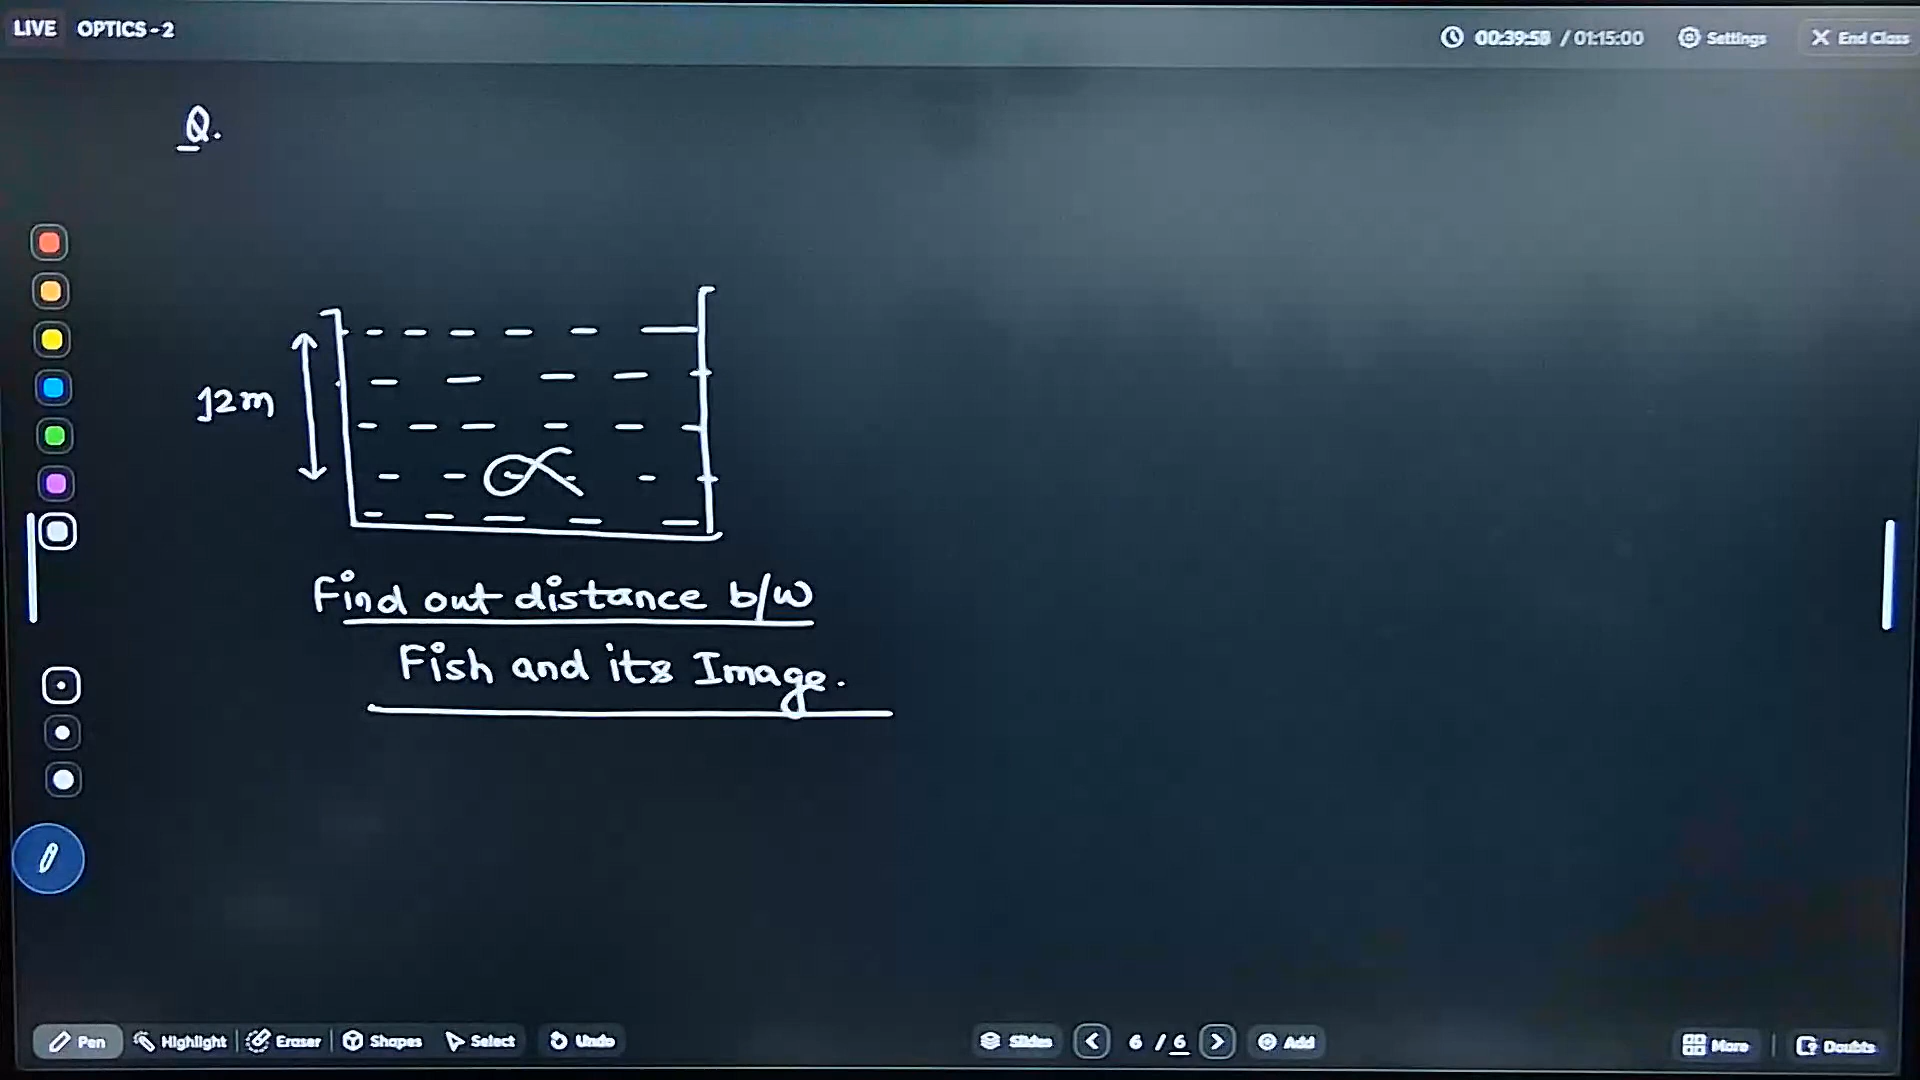 LIVE OPTICS - 2
00:39:58 / 01:15:00 Settings X End Class
Q.
12m
Find out distance b/w
Fish and its Image.
Pen Highlight Eraser Shapes Select Undo
Slides 6 / 6 Add
More Doubts